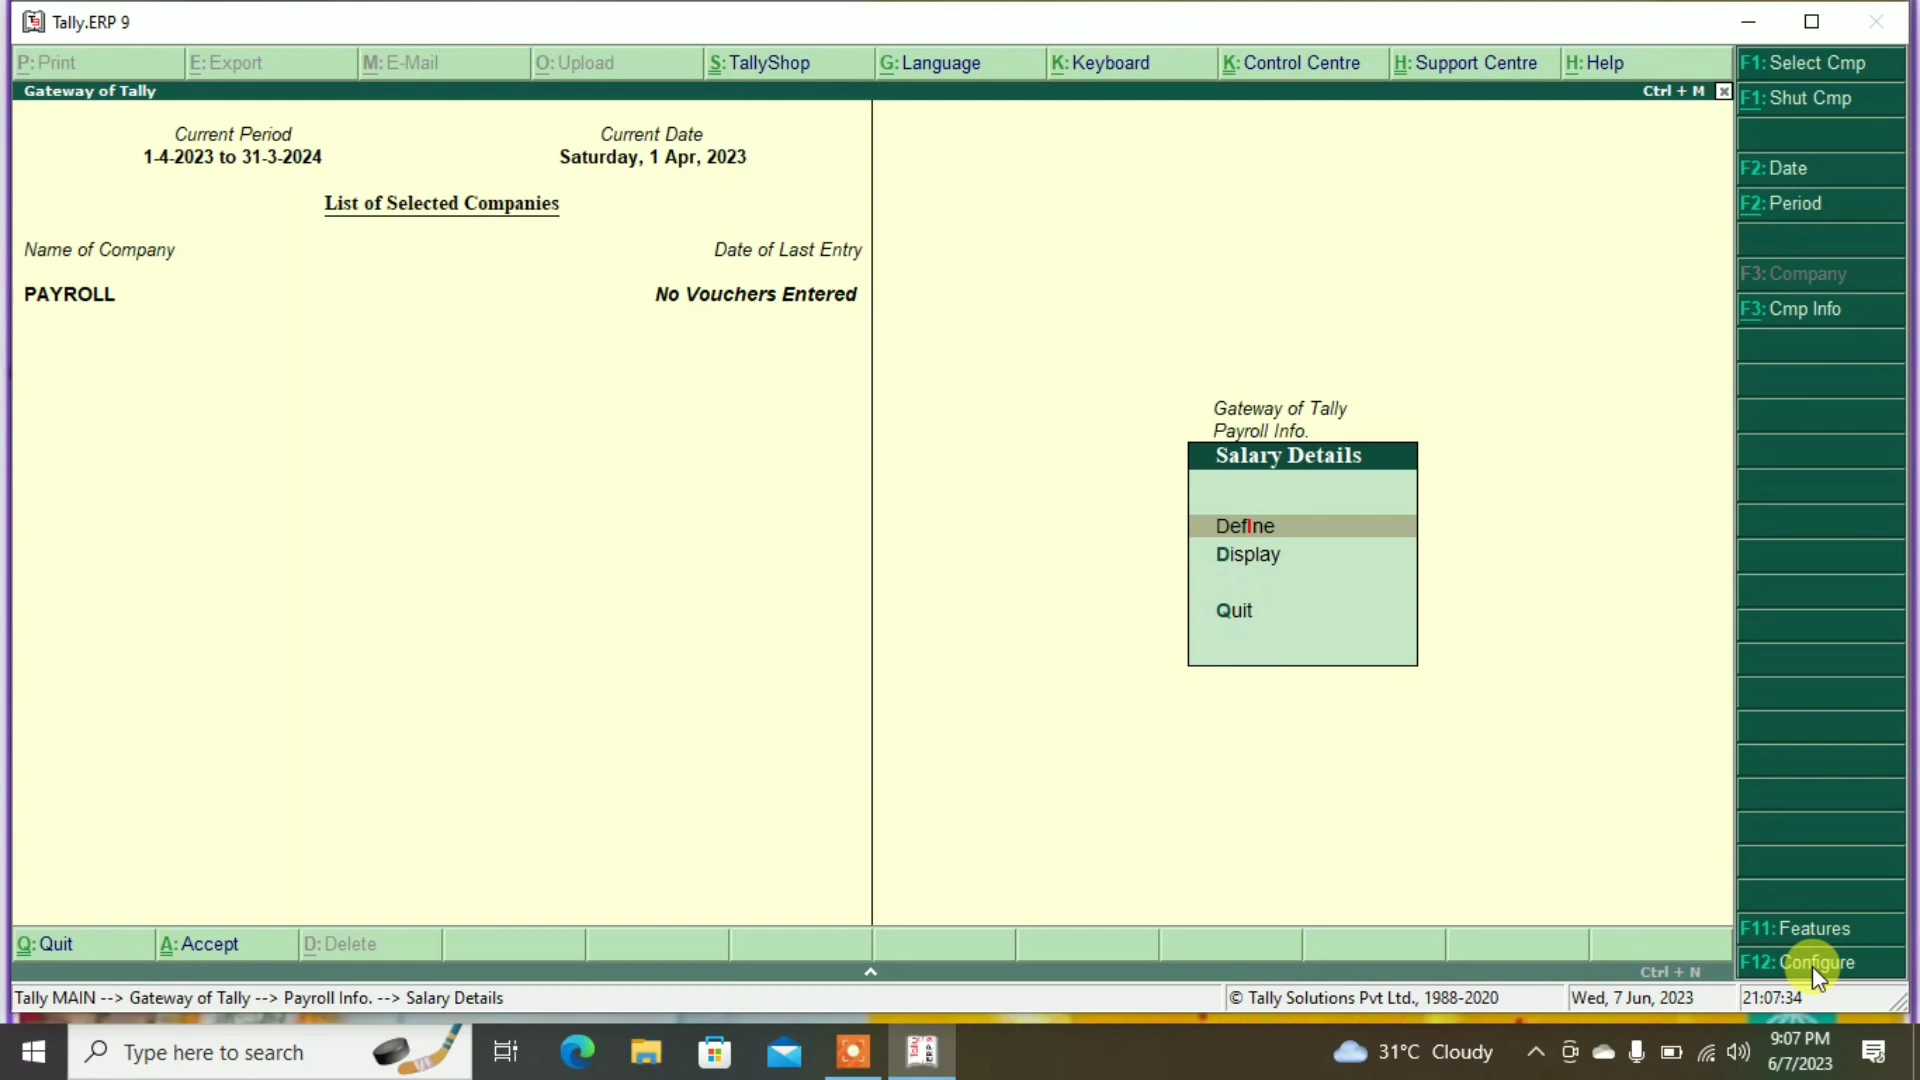 Tally.ERP 9
P: Print E: Export M: E-Mail O: Upload S: TallyShop G: Language K: Keyboard K: Control Centre H: Support Centre H: Help
Gateway of Tally Ctrl + M
Current Period Current Date
1-4-2023 to 31-3-2024 Saturday, 1 Apr, 2023
List of Selected Companies
Name of Company Date of Last Entry
PAYROLL No Vouchers Entered
Gateway of Tally
Payroll Info.
Salary Details
DefIne
Display
Quit
F1: Select Cmp
F1: Shut Cmp
F2: Date
F2: Period
F3: Company
F3: Cmp Info
F11: Features
F12: Configure
Q: Quit A: Accept D: Delete
Ctrl + N
Tally MAIN --> Gateway of Tally --> Payroll Info. --> Salary Details © Tally Solutions Pvt Ltd., 1988-2020 Wed, 7 Jun, 2023 21:07:34
Type here to search 31°C Cloudy 9:07 PM
6/7/2023